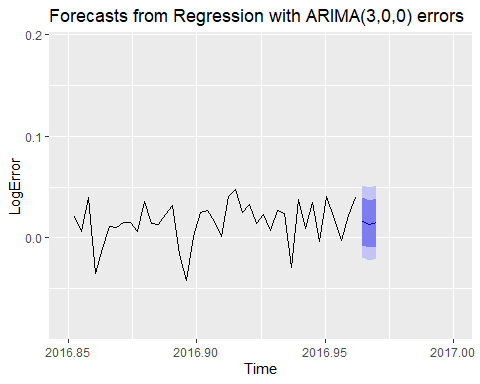 Forecasts from Regression with ARIMA(3,0,0) errors
0.2
0.1
0.0
LogError
2016.85 2016.90 2016.95 2017.00
Time